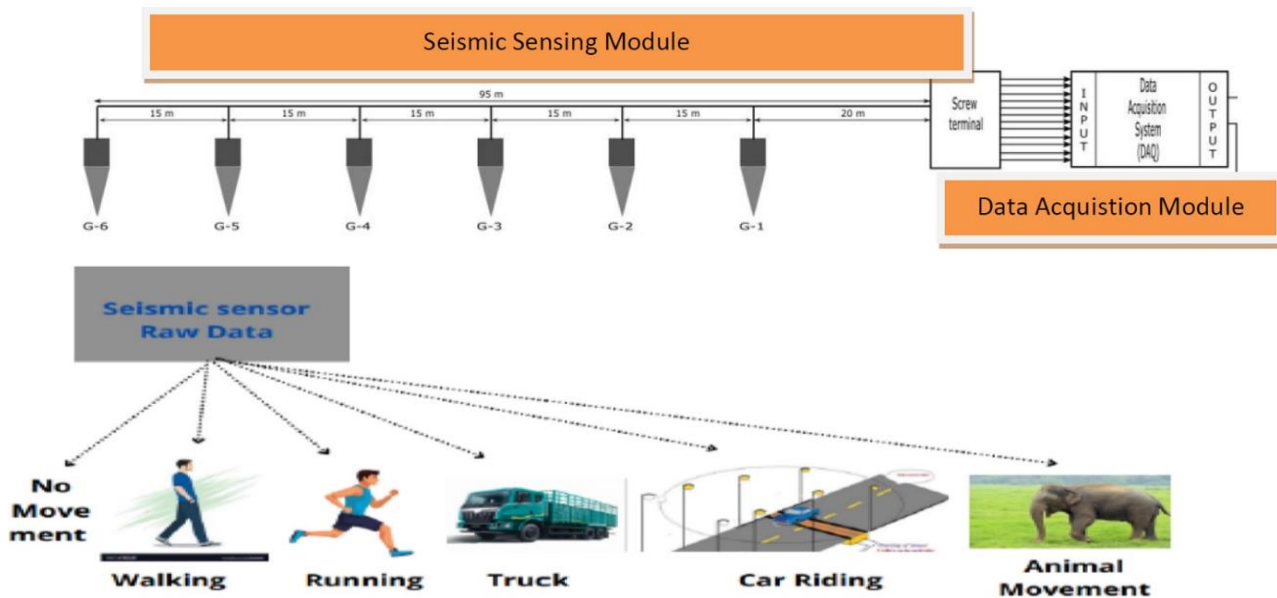 Seismic Sensing Module
95 m
15 m 15 m 15 m 15 m 15 m 20 m
Screw
terminal
INPUT
Data
Acquisition
System
(DAQ)
OUTPUT
G-6 G-5 G-4 G-3 G-2 G-1
Data Acquistion Module
Seismic sensor
Raw Data
No
Move
ment
Walking
Running
Truck
Car Riding
Animal
Movement